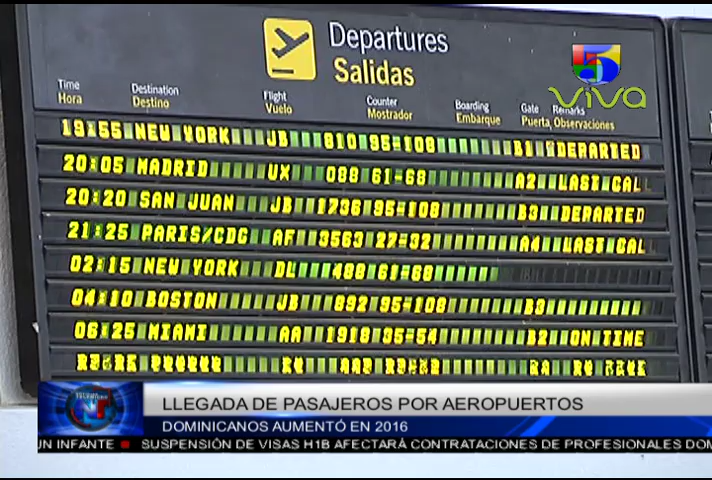 Departures
Salidas
5
VIVA
Time Destination Flight Counter Boarding Gate Remarks
Hora Destino Vuelo Mostrador Embarque Puerta Observaciones
19:55 NEW YORK JB 810 95-108 B1 DEPARTED
20:05 MADRID UX 088 61-68 A2 LAST CAL
20:20 SAN JUAN JB 1736 95-108 B3 DEPARTED
21:25 PARIS/CDG AF 3563 27-32 A4 LAST CAL
02:15 NEW YORK DL 488 61-68
04:10 BOSTON JB 892 95-108 B3
06:25 MIAMI AA 1918 35-54 B2 ON TIME
NT
LLEGADA DE PASAJEROS POR AEROPUERTOS
DOMINICANOS AUMENTÓ EN 2016
UN INFANTE SUSPENSIÓN DE VISAS H1B AFECTARÁ CONTRATACIONES DE PROFESIONALES DOM